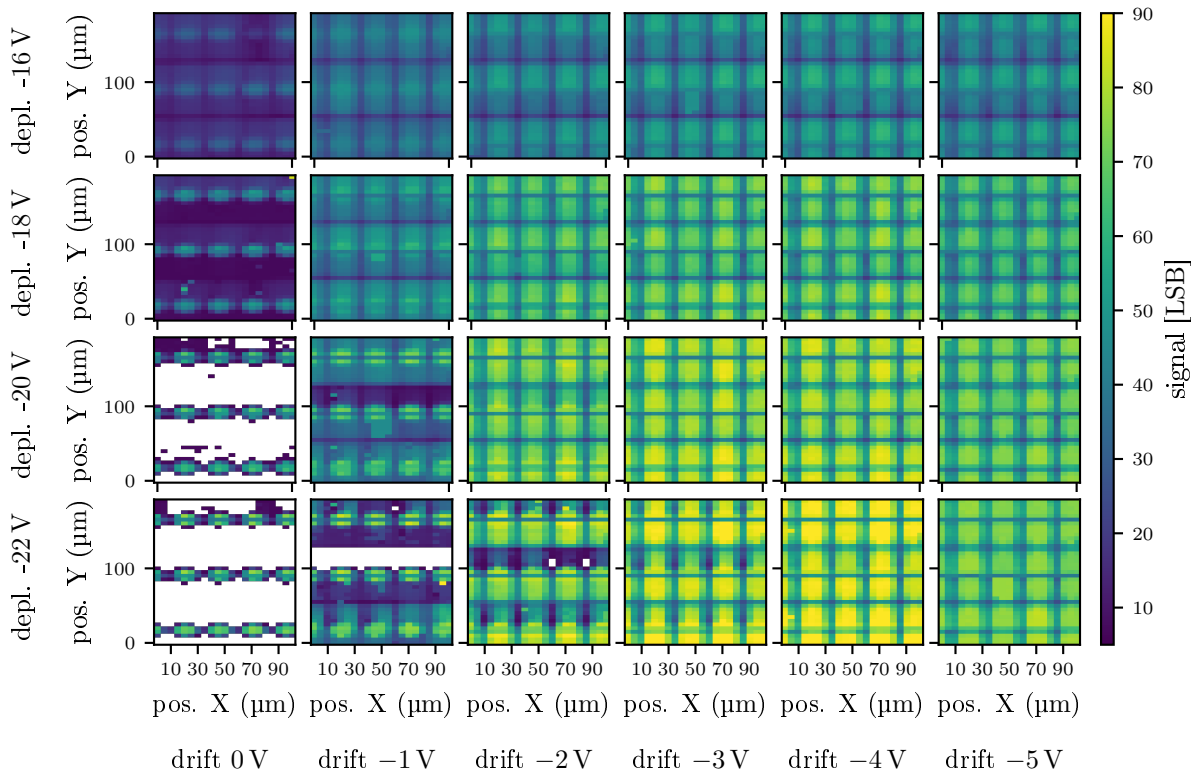 depl. -16 V
pos. Y (µm)
100
0
depl. -18 V
pos. Y (µm)
100
0
depl. -20 V
pos. Y (µm)
100
0
depl. -22 V
pos. Y (µm)
100
0
10 30 50 70 90
10 30 50 70 90
10 30 50 70 90
10 30 50 70 90
10 30 50 70 90
10 30 50 70 90
pos. X (µm)
pos. X (µm)
pos. X (µm)
pos. X (µm)
pos. X (µm)
pos. X (µm)
drift 0 V
drift −1 V
drift −2 V
drift −3 V
drift −4 V
drift −5 V
90
80
70
60
50
40
30
20
10
signal [LSB]